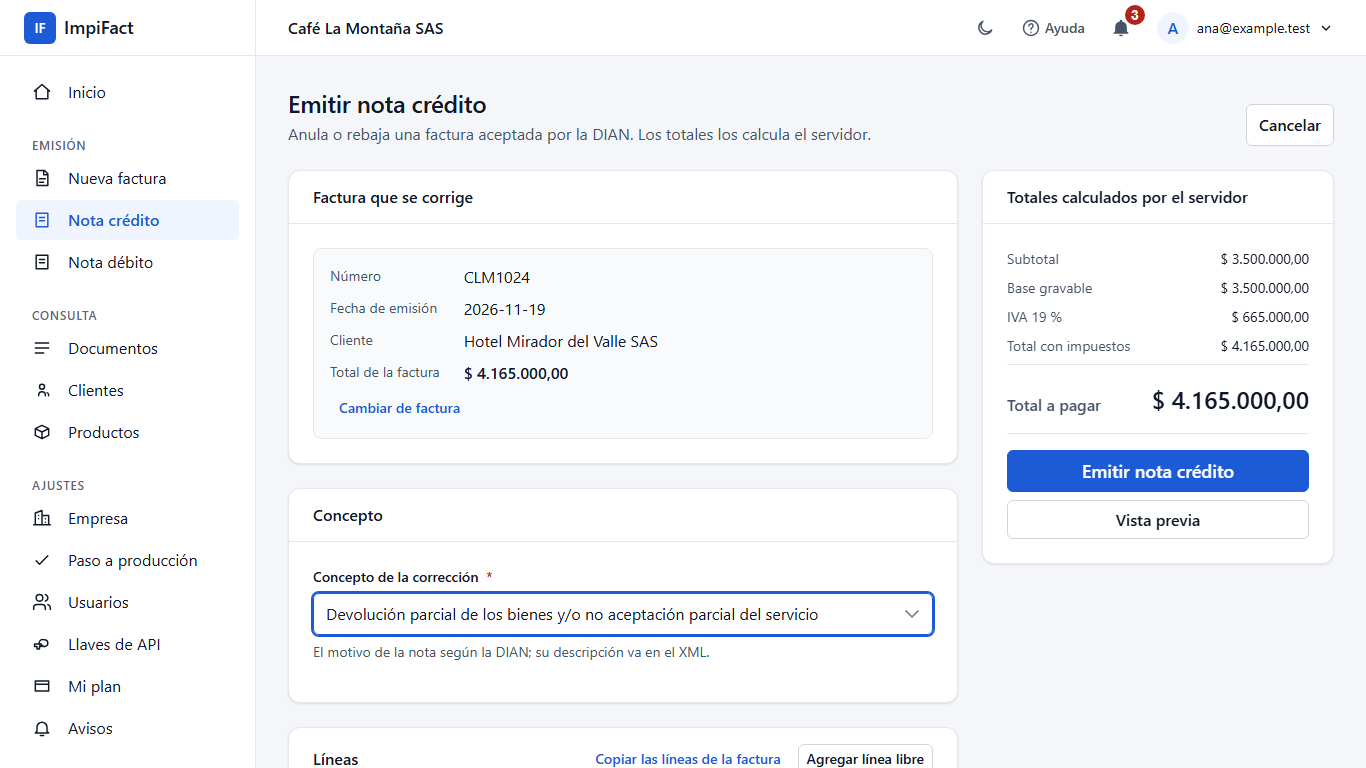 IF ImpiFact
Café La Montaña SAS
Ayuda
3
A ana@example.test
Inicio
EMISIÓN
Nueva factura
Nota crédito
Nota débito
CONSULTA
Documentos
Clientes
Productos
AJUSTES
Empresa
Paso a producción
Usuarios
Llaves de API
Mi plan
Avisos
Emitir nota crédito
Anula o rebaja una factura aceptada por la DIAN. Los totales los calcula el servidor.
Cancelar
Factura que se corrige
Número CLM1024
Fecha de emisión 2026-11-19
Cliente Hotel Mirador del Valle SAS
Total de la factura $ 4.165.000,00
Cambiar de factura
Concepto
Concepto de la corrección *
Devolución parcial de los bienes y/o no aceptación parcial del servicio
El motivo de la nota según la DIAN; su descripción va en el XML.
Líneas
Copiar las líneas de la factura
Agregar línea libre
Totales calculados por el servidor
Subtotal $ 3.500.000,00
Base gravable $ 3.500.000,00
IVA 19 % $ 665.000,00
Total con impuestos $ 4.165.000,00
Total a pagar $ 4.165.000,00
Emitir nota crédito
Vista previa